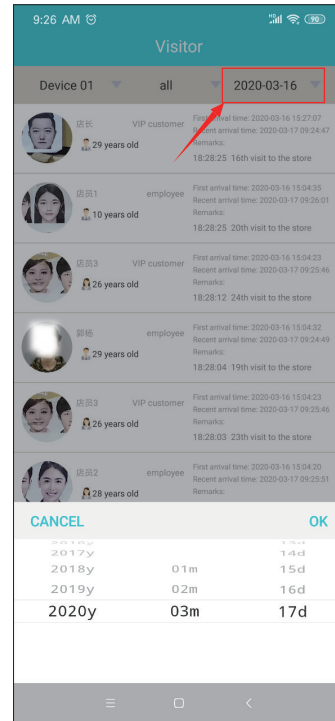 9:26 AM
90
Visitor
Device 01 all 2020-03-16
店长 VIP customer First arrival time: 2020-03-16 15:27:07
Recent arrival time: 2020-03-17 09:24:47
29 years old Remarks:
18:28:25 16th visit to the store
店员1 employee First arrival time: 2020-03-16 15:04:35
Recent arrival time: 2020-03-17 09:26:01
10 years old Remarks:
18:28:25 20th visit to the store
店员3 VIP customer First arrival time: 2020-03-16 15:04:23
Recent arrival time: 2020-03-17 09:25:46
26 years old Remarks:
18:28:12 24th visit to the store
郭杨 employee First arrival time: 2020-03-16 15:04:32
Recent arrival time: 2020-03-17 09:24:49
29 years old Remarks:
18:28:04 19th visit to the store
店员3 VIP customer First arrival time: 2020-03-16 15:04:23
Recent arrival time: 2020-03-17 09:25:46
26 years old Remarks:
18:28:03 23th visit to the store
店员2 employee First arrival time: 2020-03-16 15:04:20
Recent arrival time: 2020-03-17 09:25:51
28 years old Remarks:
CANCEL OK
2016y 13d
2017y 14d
2018y 01m 15d
2019y 02m 16d
2020y 03m 17d